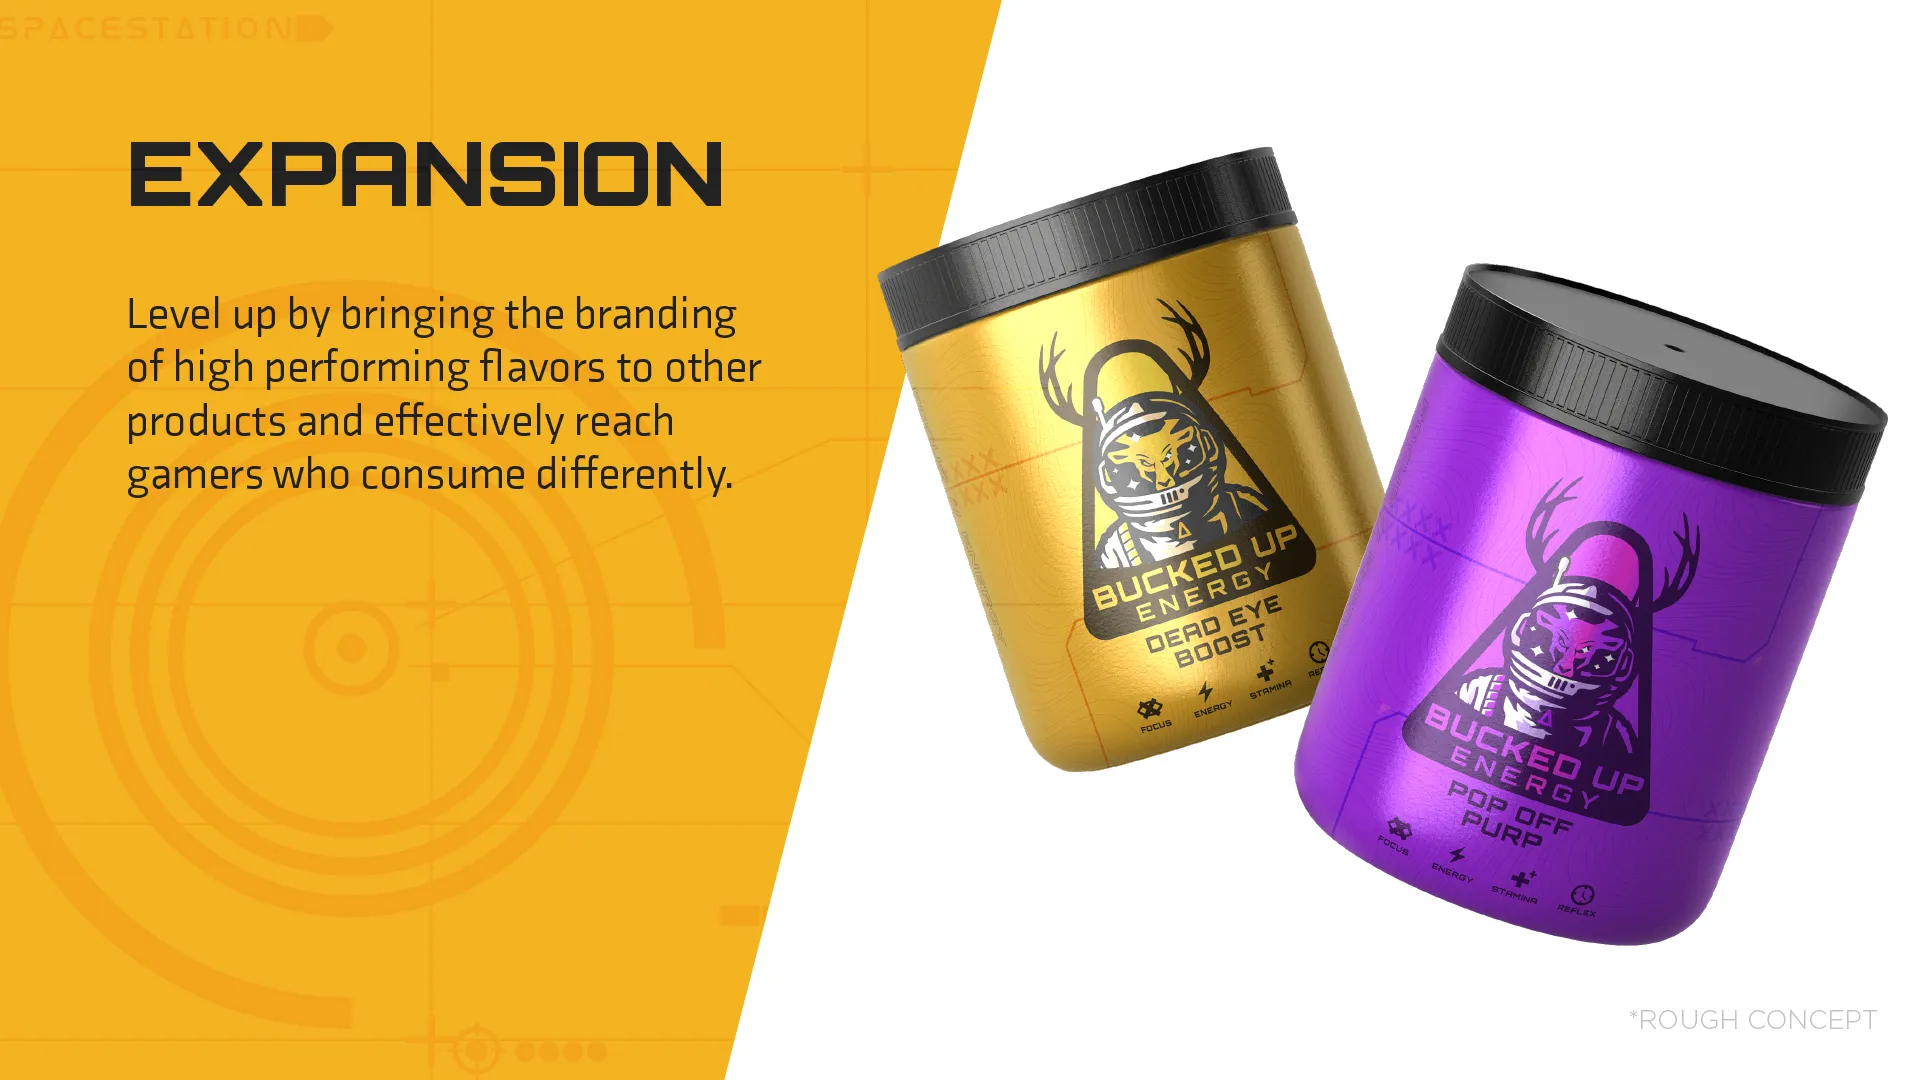 SPACESTATION
EXPANSION
Level up by bringing the branding
of high performing flavors to other
products and effectively reach
gamers who consume differently.
BUCKED UP
ENERGY
DEAD EYE
BOOST
FOCUS
ENERGY
STAMINA
BUCKED UP
ENERGY
POP OFF
PURP
FOCUS
ENERGY
STAMINA
REFLEX
*ROUGH CONCEPT